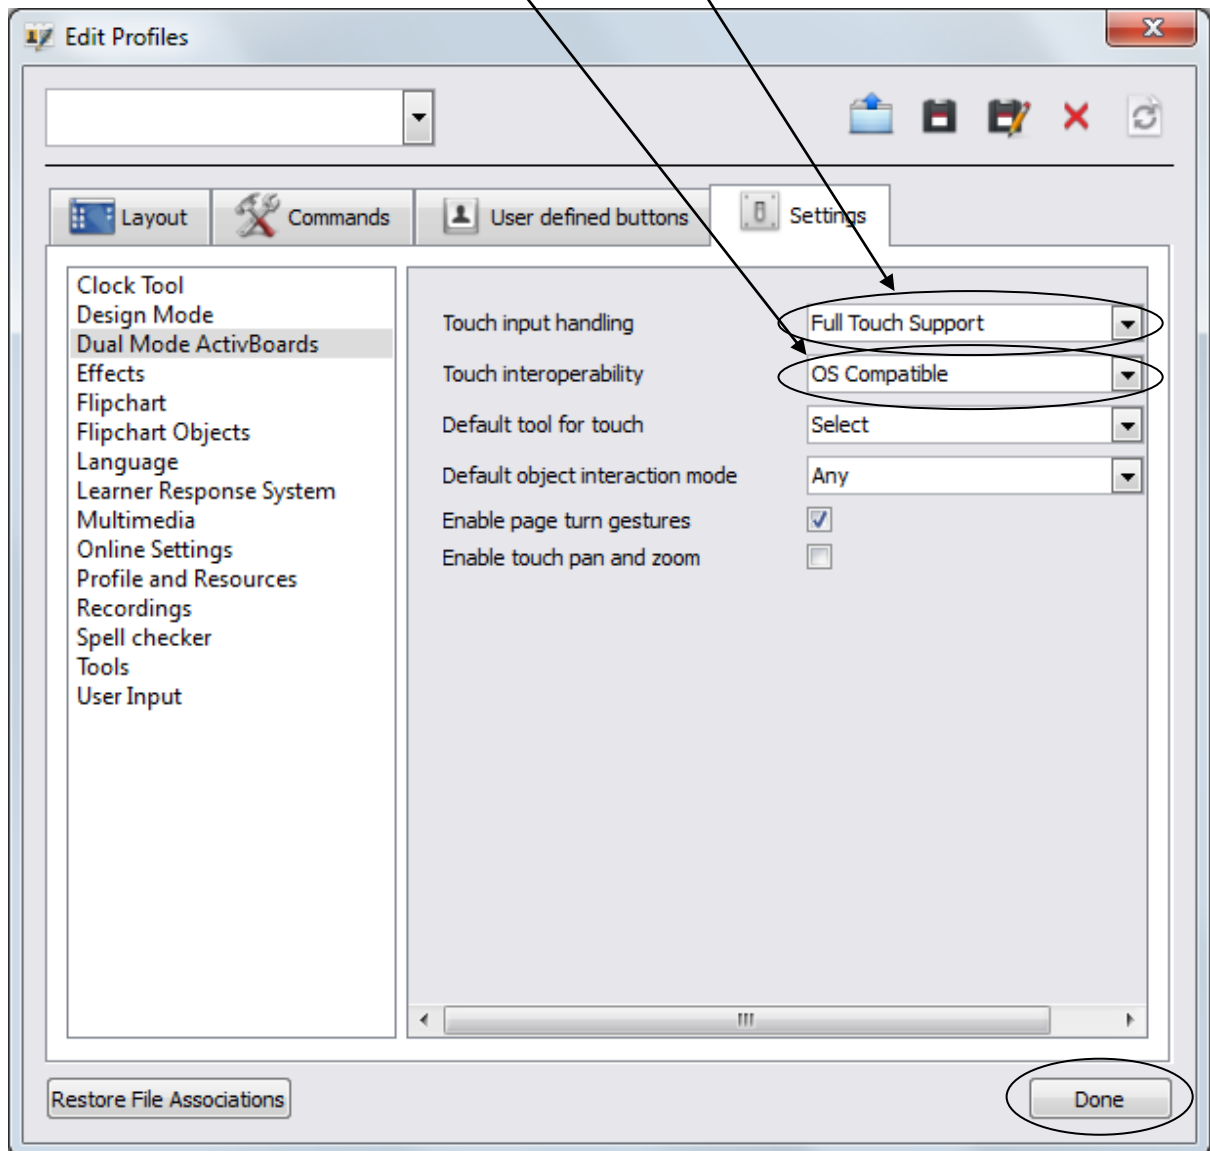 Edit Profiles
Layout
Commands
User defined buttons
Settings
Clock Tool
Design Mode
Dual Mode ActivBoards
Effects
Flipchart
Flipchart Objects
Language
Learner Response System
Multimedia
Online Settings
Profile and Resources
Recordings
Spell checker
Tools
User Input
Touch input handling Full Touch Support
Touch interoperability OS Compatible
Default tool for touch Select
Default object interaction mode Any
Enable page turn gestures
Enable touch pan and zoom
Restore File Associations
Done